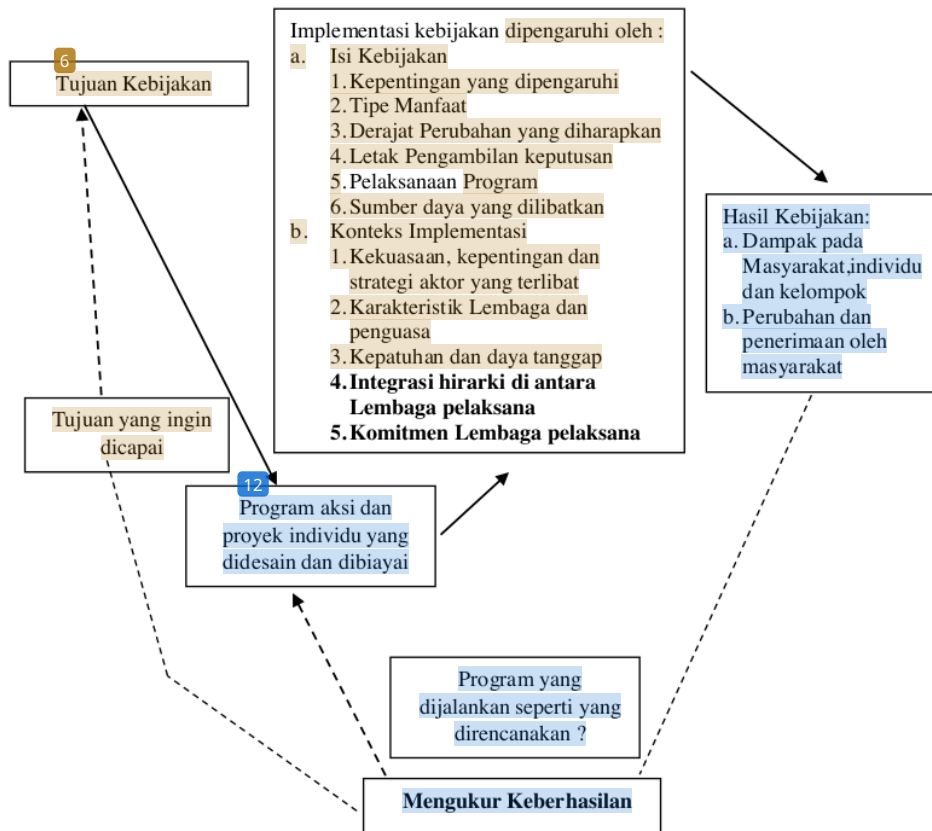 6
Tujuan Kebijakan
Implementasi kebijakan dipengaruhi oleh :
a. Isi Kebijakan
1. Kepentingan yang dipengaruhi
2. Tipe Manfaat
3. Derajat Perubahan yang diharapkan
4. Letak Pengambilan keputusan
5. Pelaksanaan Program
6. Sumber daya yang dilibatkan
b. Konteks Implementasi
1. Kekuasaan, kepentingan dan
strategi aktor yang terlibat
2. Karakteristik Lembaga dan
penguasa
3. Kepatuhan dan daya tanggap
4. Integrasi hirarki di antara
Lembaga pelaksana
5. Komitmen Lembaga pelaksana
Hasil Kebijakan:
a. Dampak pada
Masyarakat,individu
dan kelompok
b. Perubahan dan
penerimaan oleh
masyarakat
Tujuan yang ingin
dicapai
12
Program aksi dan
proyek individu yang
didesain dan dibiayai
Program yang
dijalankan seperti yang
direncanakan ?
Mengukur Keberhasilan